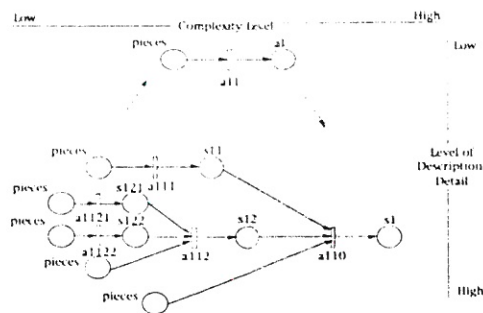 Low
High
Complexity Level
Low
pieces
a1
a11
pieces
s11
a111
Level of
Description
Detail
pieces
s121
a1121
pieces
s122
s12
s1
a1122
a112
a110
pieces
pieces
High